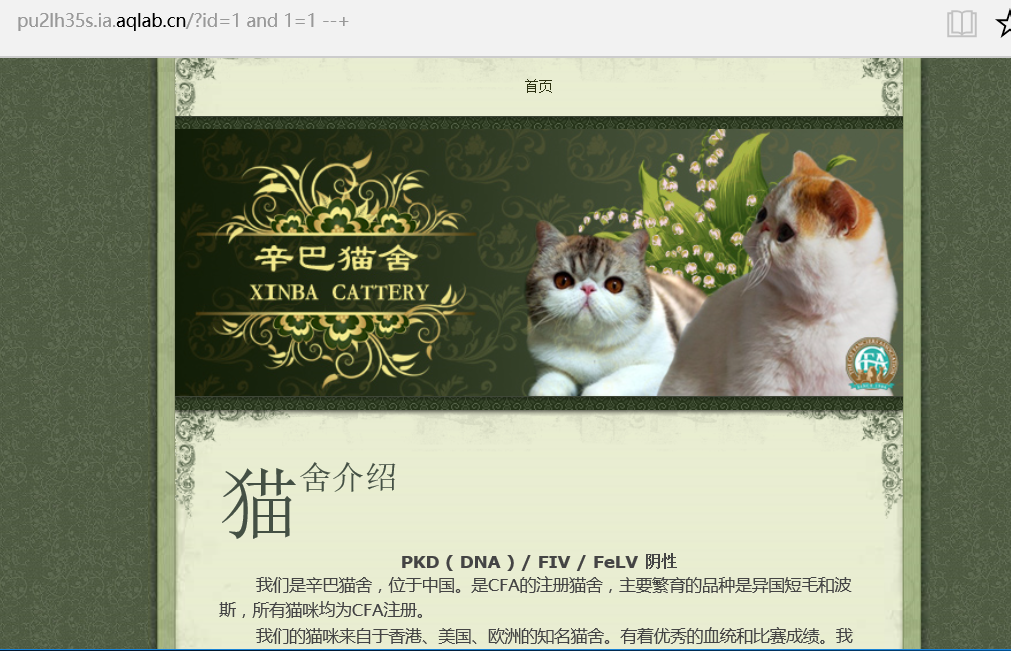 pu2lh35s.ia.aqlab.cn/?id=1 and 1=1 --+
首页
辛巴猫舍
XINBA CATTERY
CFA
猫舍介绍
PKD ( DNA ) / FIV / FeLV 阴性
我们是辛巴猫舍，位于中国。是CFA的注册猫舍，主要繁育的品种是异国短毛和波
斯，所有猫咪均为CFA注册。
我们的猫咪来自于香港、美国、欧洲的知名猫舍。有着优秀的血统和比赛成绩。我